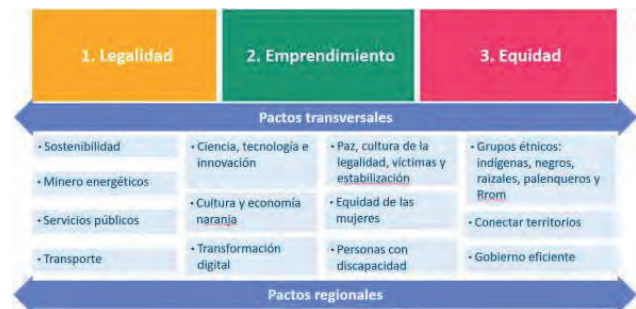 1. Legalidad
2. Emprendimiento
3. Equidad
Pactos transversales
• Sostenibilidad
• Minero energéticos
• Servicios públicos
• Transporte
• Ciencia, tecnología e
innovación
• Cultura y economía
naranja
• Transformación
digital
• Paz, cultura de la
legalidad, víctimas y
estabilización
• Equidad de las
mujeres
• Personas con
discapacidad
• Grupos étnicos:
indígenas, negros,
raizales, palenqueros y
Rrom
• Conectar territorios
• Gobierno eficiente
Pactos regionales